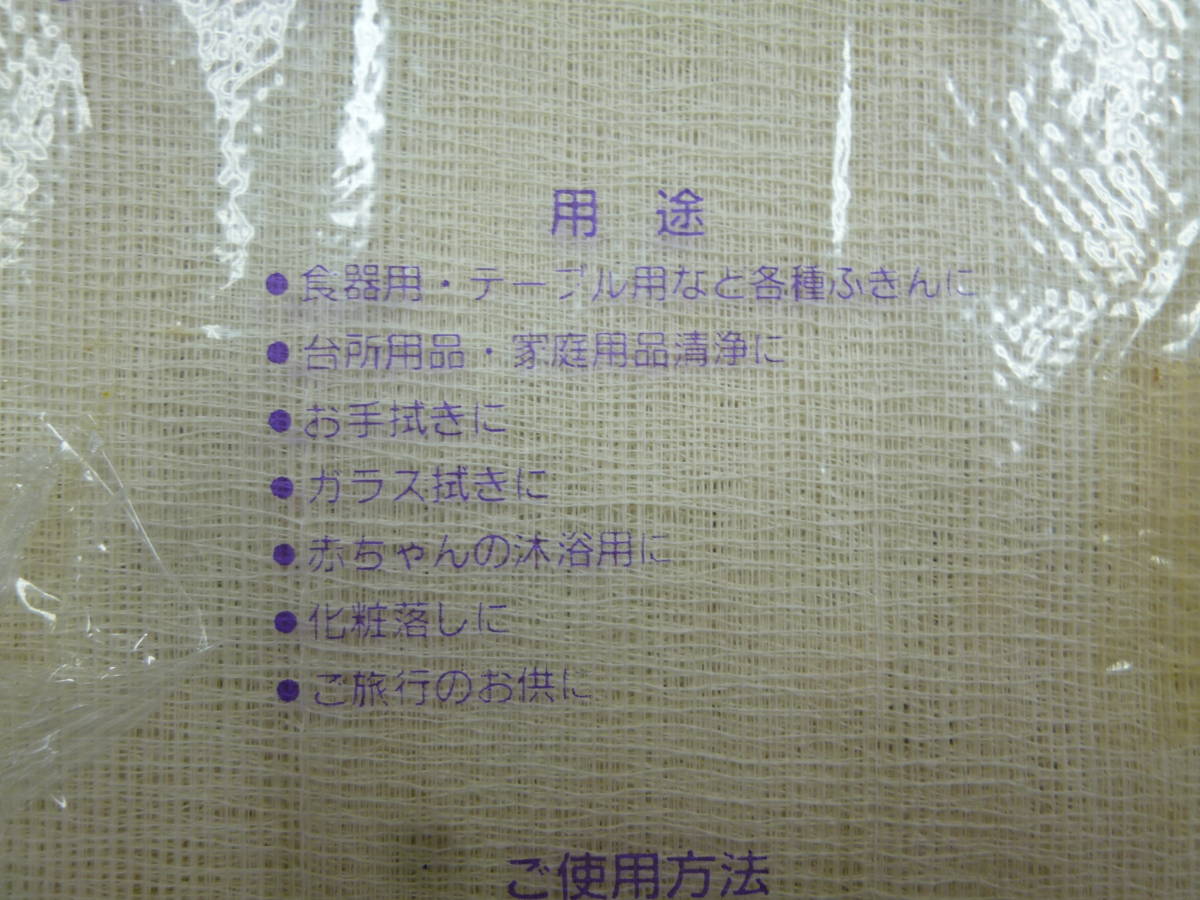 用 途
●食器用・テーブル用など各種ふきんに
●台所用品・家庭用品清浄に
●お手拭きに
●ガラス拭きに
●赤ちゃんの沐浴用に
●化粧落しに
●ご旅行のお供に
ご使用方法